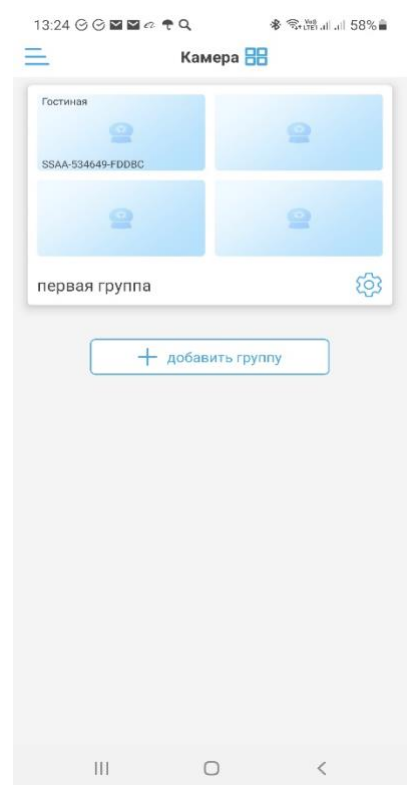 13:24 58%
Камера
Гостиная
SSAA-534649-FDDBC
первая группа
+ добавить группу